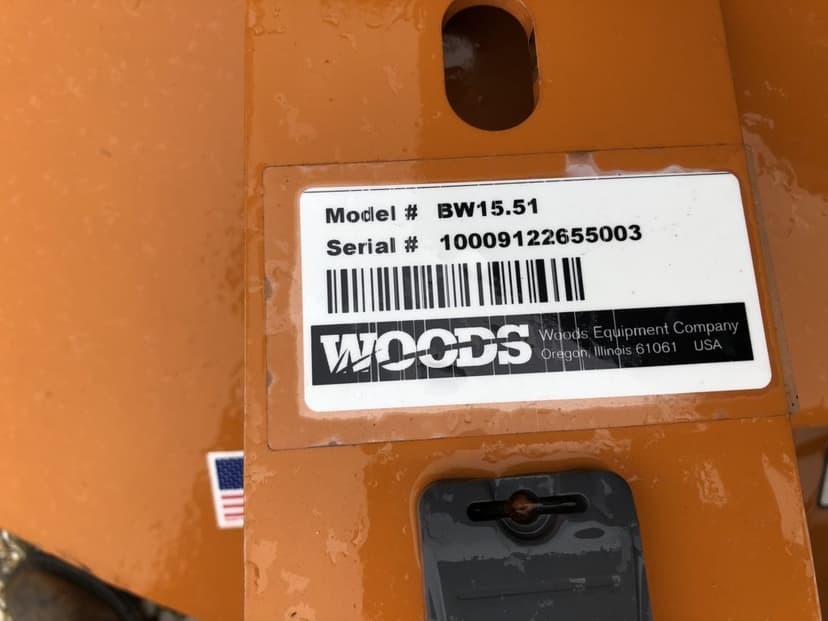 Model # BW15.51
Serial # 10009122655003
WOODS
Woods Equipment Company
Oregon, Illinois 61061 USA